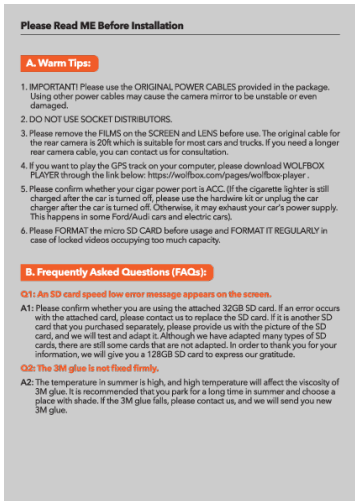 Please Read ME Before Installation
A. Warm Tips:
1. IMPORTANT! Please use the ORIGINAL POWER CABLES provided in the package.
Using other power cables may cause the camera mirror to be unstable or even
damaged.
2. DO NOT USE SOCKET DISTRIBUTORS.
3. Please remove the FILMS on the SCREEN and LENS before use. The original cable for
the rear camera is 20ft which is suitable for most cars and trucks. If you need a longer
rear camera cable, you can contact us for consultation.
4. If you want to play the GPS track on your computer, please download WOLFBOX
PLAYER through the link below: https://wolfbox.com/pages/wolfbox-player .
5. Please confirm whether your cigar power port is ACC. (If the cigarette lighter is still
charged after the car is turned off, please use the hardwire kit or unplug the car
charger after the car is turned off. Otherwise, it may exhaust your car's power supply.
This happens in some Ford/Audi cars and electric cars).
6. Please FORMAT the micro SD CARD before usage and FORMAT IT REGULARLY in
case of locked videos occupying too much capacity.
B. Frequently Asked Questions (FAQs):
Q1: An SD card speed low error message appears on the screen.
A1: Please confirm whether you are using the attached 32GB SD card. If an error occurs
with the attached card, please contact us to replace the SD card. If it is another SD
card that you purchased separately, please provide us with the picture of the SD
card, and we will test and adapt it. Although we have adapted many types of SD
cards, there are still some cards that are not adapted. In order to thank you for your
information, we will give you a 128GB SD card to express our gratitude.
Q2: The 3M glue is not fixed firmly.
A2: The temperature in summer is high, and high temperature will affect the viscosity of
3M glue. It is recommended that you park for a long time in summer and choose a
place with shade. If the 3M glue falls, please contact us, and we will send you new
3M glue.